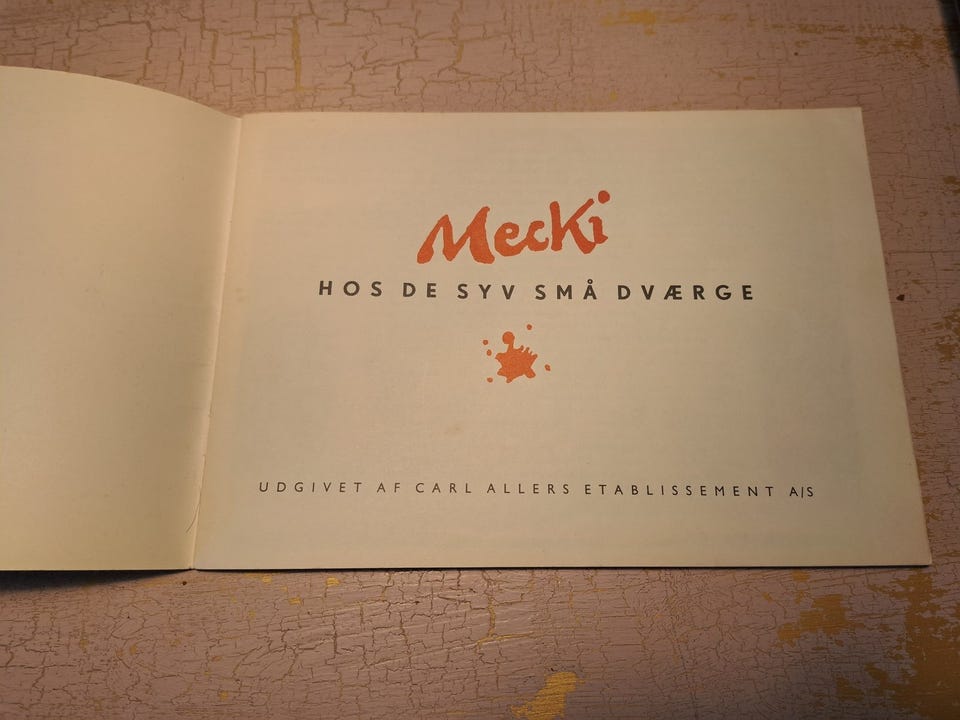 Mecki
HOS DE SYV SMÅ DVÆRGE
UDGIVET AF CARL ALLERS ETABLISSEMENT A/S